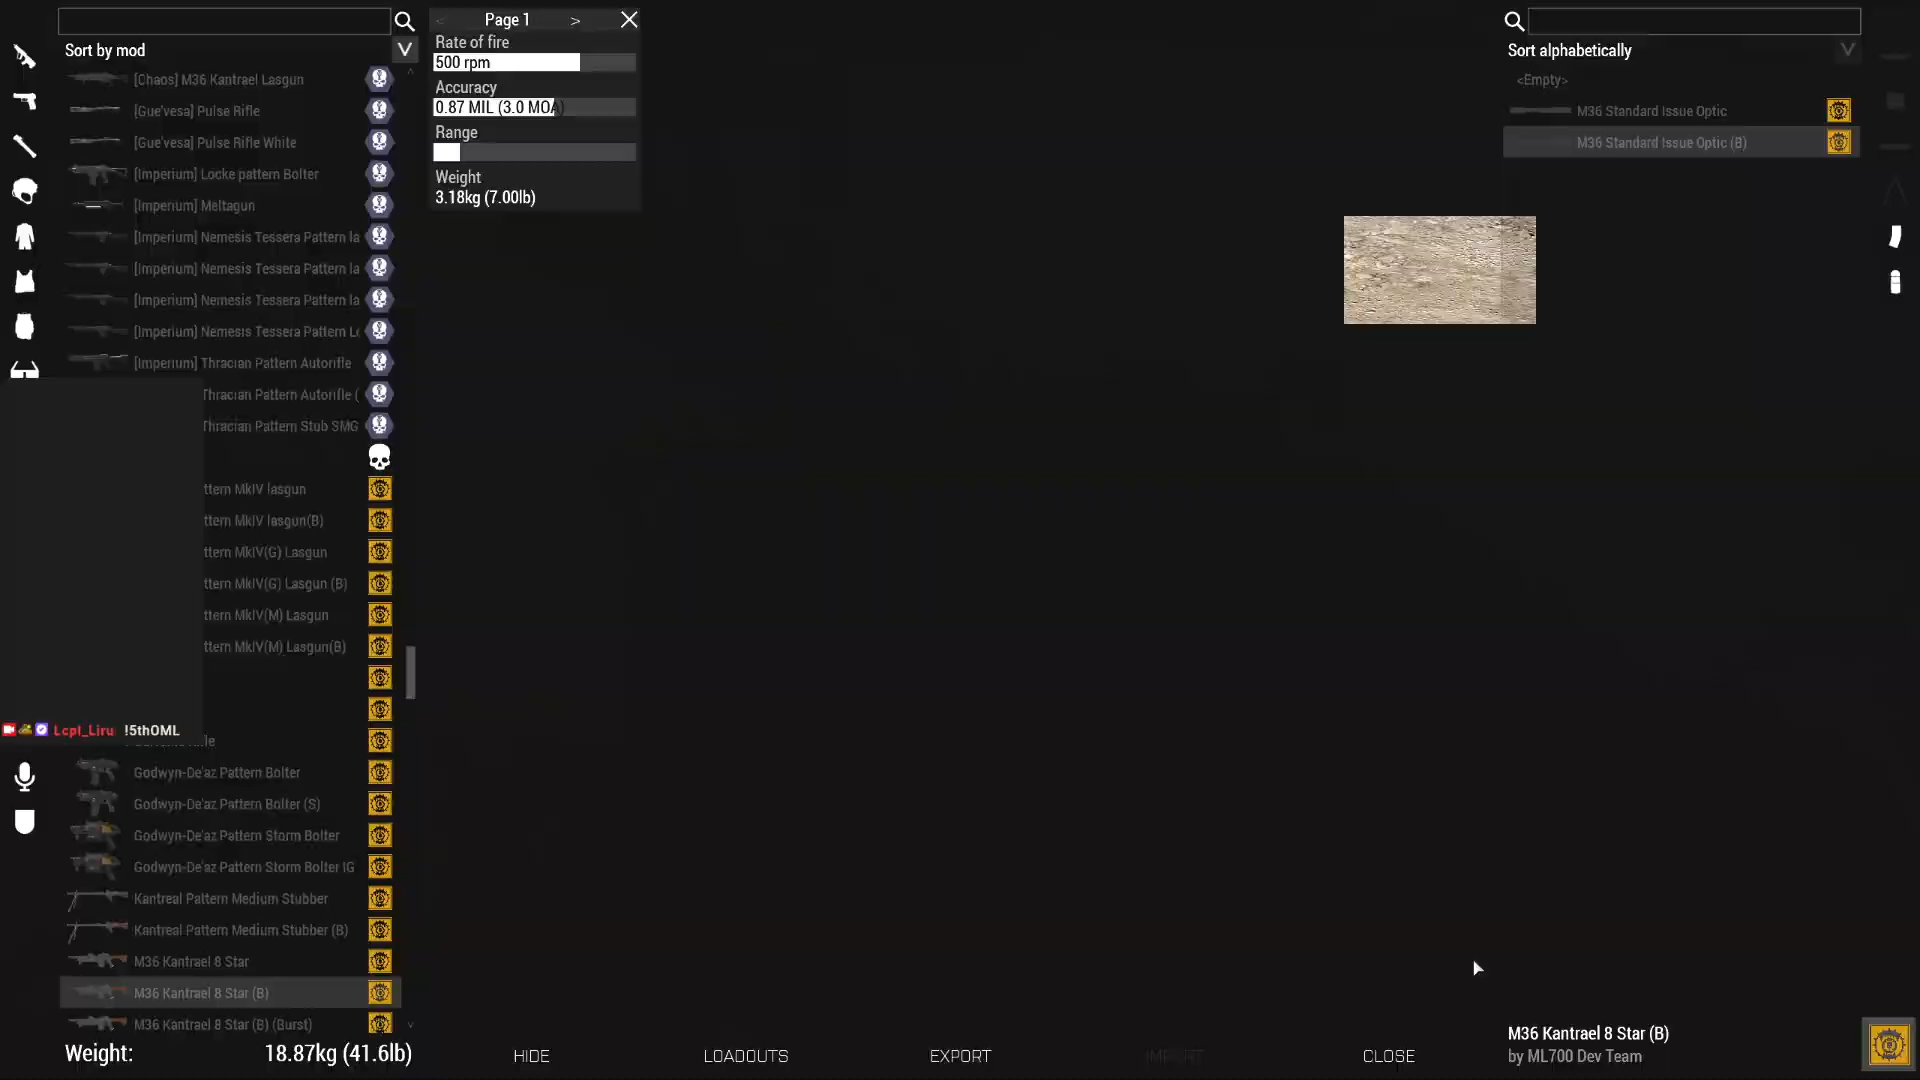 Sort by mod
[Chaos] M36 Kantrael Lasgun
[Gue'vesa] Pulse Rifle
[Gue'vesa] Pulse Rifle White
[Imperium] Locke pattern Bolter
[Imperium] Meltagun
[Imperium] Nemesis Tessera Pattern la
[Imperium] Nemesis Tessera Pattern la
[Imperium] Nemesis Tessera Pattern la
[Imperium] Nemesis Tessera Pattern L
[Imperium] Thracian Pattern Autorifle
Thracian Pattern Autorifle (
Thracian Pattern Stub SMG
ttern MkIV lasgun
ttern MkIV lasgun(B)
ttern MkIV(G) Lasgun
ttern MkIV(G) Lasgun (B)
ttern MkIV(M) Lasgun
ttern MkIV(M) Lasgun(B)
Lcpl_Liru !5thOML
Godwyn-De'az Pattern Bolter
Godwyn-De'az Pattern Bolter (S)
Godwyn-De'az Pattern Storm Bolter
Godwyn-De'az Pattern Storm Bolter IG
Kantreal Pattern Medium Stubber
Kantreal Pattern Medium Stubber (B)
M36 Kantrael 8 Star
M36 Kantrael 8 Star (B)
M36 Kantrael 8 Star (B) (Burst)
Weight: 18.87kg (41.6lb)
< Page 1 >
Rate of fire
500 rpm
Accuracy
0.87 MIL (3.0 MOA)
Range
Weight
3.18kg (7.00lb)
Sort alphabetically
<Empty>
M36 Standard Issue Optic
M36 Standard Issue Optic (B)
HIDE
LOADOUTS
EXPORT
IMPORT
CLOSE
M36 Kantrael 8 Star (B)
by ML700 Dev Team